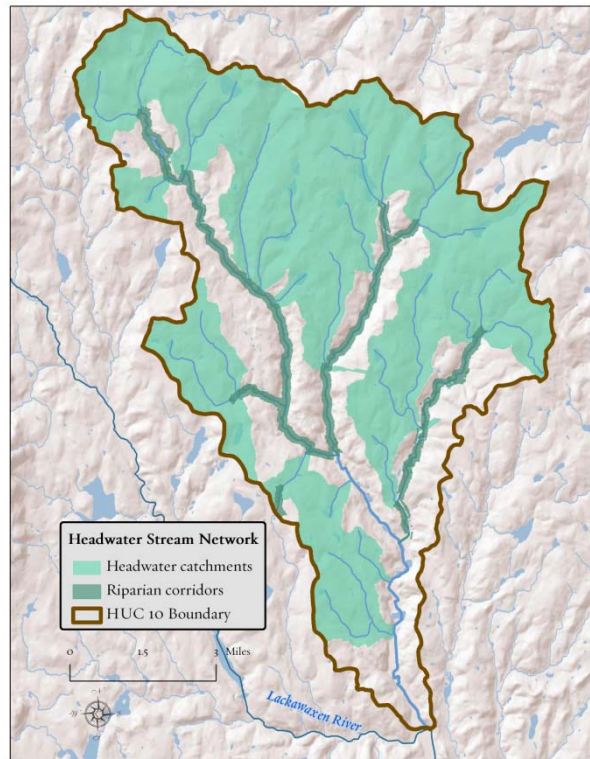 Headwater Stream Network
Headwater catchments
Riparian corridors
HUC 10 Boundary
0 1.5 3 Miles
Lackawaxen River